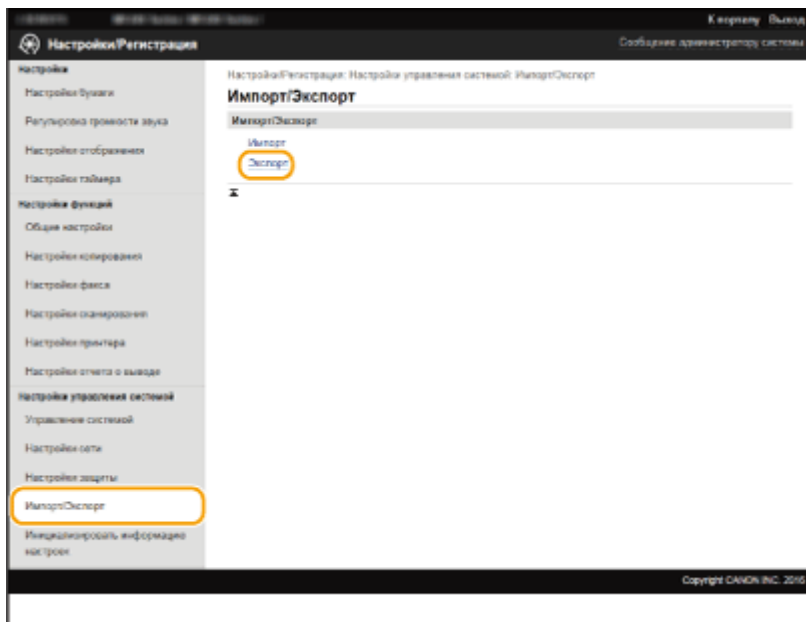 К порталу Выход
Настройки/Регистрация
Сообщение администратору системы
Настройки
Настройки бумаги
Регулировка громкости звука
Настройки отображения
Настройки таймера
Настройки функций
Общие настройки
Настройки копирования
Настройки факса
Настройки сканирования
Настройки принтера
Настройки отчета о выводе
Настройки управления системой
Управление системой
Настройки сети
Настройки защиты
Импорт/Экспорт
Инициализировать информацию
настроек
Настройки/Регистрация: Настройки управления системой: Импорт/Экспорт
Импорт/Экспорт
Импорт/Экспорт
Импорт
Экспорт
Copyright CANON INC. 2016